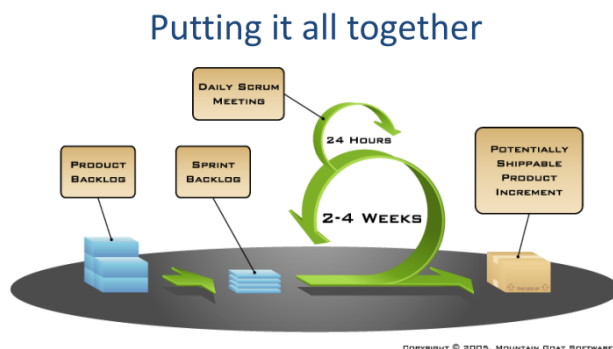 Putting it all together
DAILY SCRUM
MEETING
24 HOURS
PRODUCT
BACKLOG
SPRINT
BACKLOG
POTENTIALLY
SHIPPABLE
PRODUCT
INCREMENT
2-4 WEEKS
COPYRIGHT © 2005, MOUNTAIN GOAT SOFTWARE